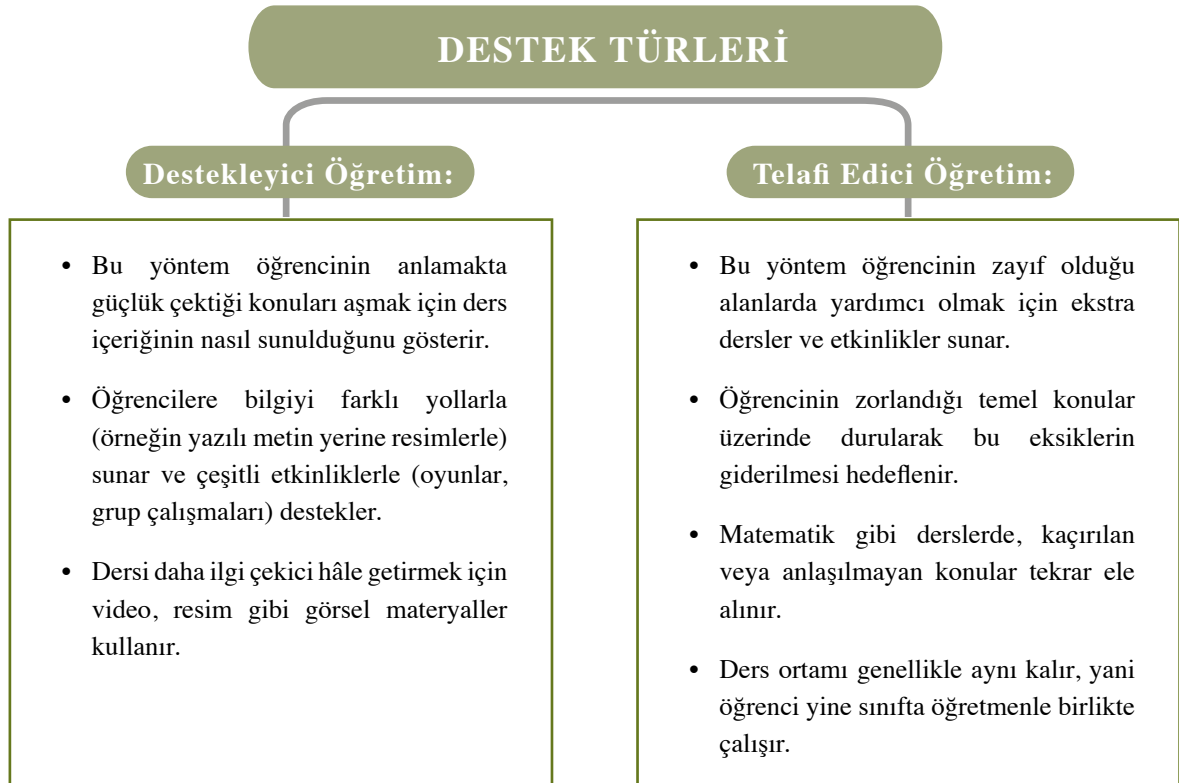 DESTEK TÜRLERİ
Destekleyici Öğretim:
• Bu yöntem öğrencinin anlamakta
güçlük çektiği konuları aşmak için ders
içeriğinin nasıl sunulduğunu gösterir.
• Öğrencilere bilgiyi farklı yollarla
(örneğin yazılı metin yerine resimlerle)
sunar ve çeşitli etkinliklerle (oyunlar,
grup çalışmaları) destekler.
• Dersi daha ilgi çekici hâle getirmek için
video, resim gibi görsel materyaller
kullanır.
Telafi Edici Öğretim:
• Bu yöntem öğrencinin zayıf olduğu
alanlarda yardımcı olmak için ekstra
dersler ve etkinlikler sunar.
• Öğrencinin zorlandığı temel konular
üzerinde durularak bu eksiklerin
giderilmesi hedeflenir.
• Matematik gibi derslerde, kaçırılan
veya anlaşılmayan konular tekrar ele
alınır.
• Ders ortamı genellikle aynı kalır, yani
öğrenci yine sınıfta öğretmenle birlikte
çalışır.